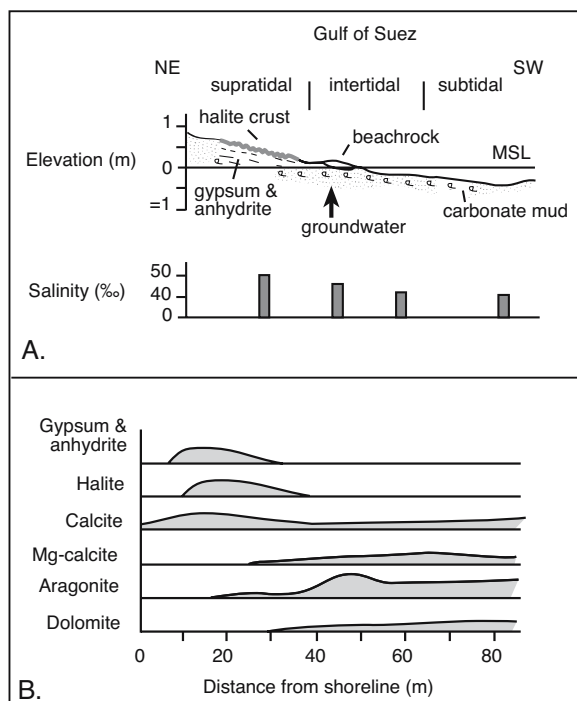 Gulf of Suez
NE
SW
supratidal
intertidal
subtidal
halite crust
beachrock
1
Elevation (m)
0
MSL
=1
gypsum &
anhydrite
groundwater
carbonate mud
50
Salinity (‰)
40
0
A.
Gypsum &
anhydrite
Halite
Calcite
Mg-calcite
Aragonite
Dolomite
0 20 40 60 80
Distance from shoreline (m)
B.